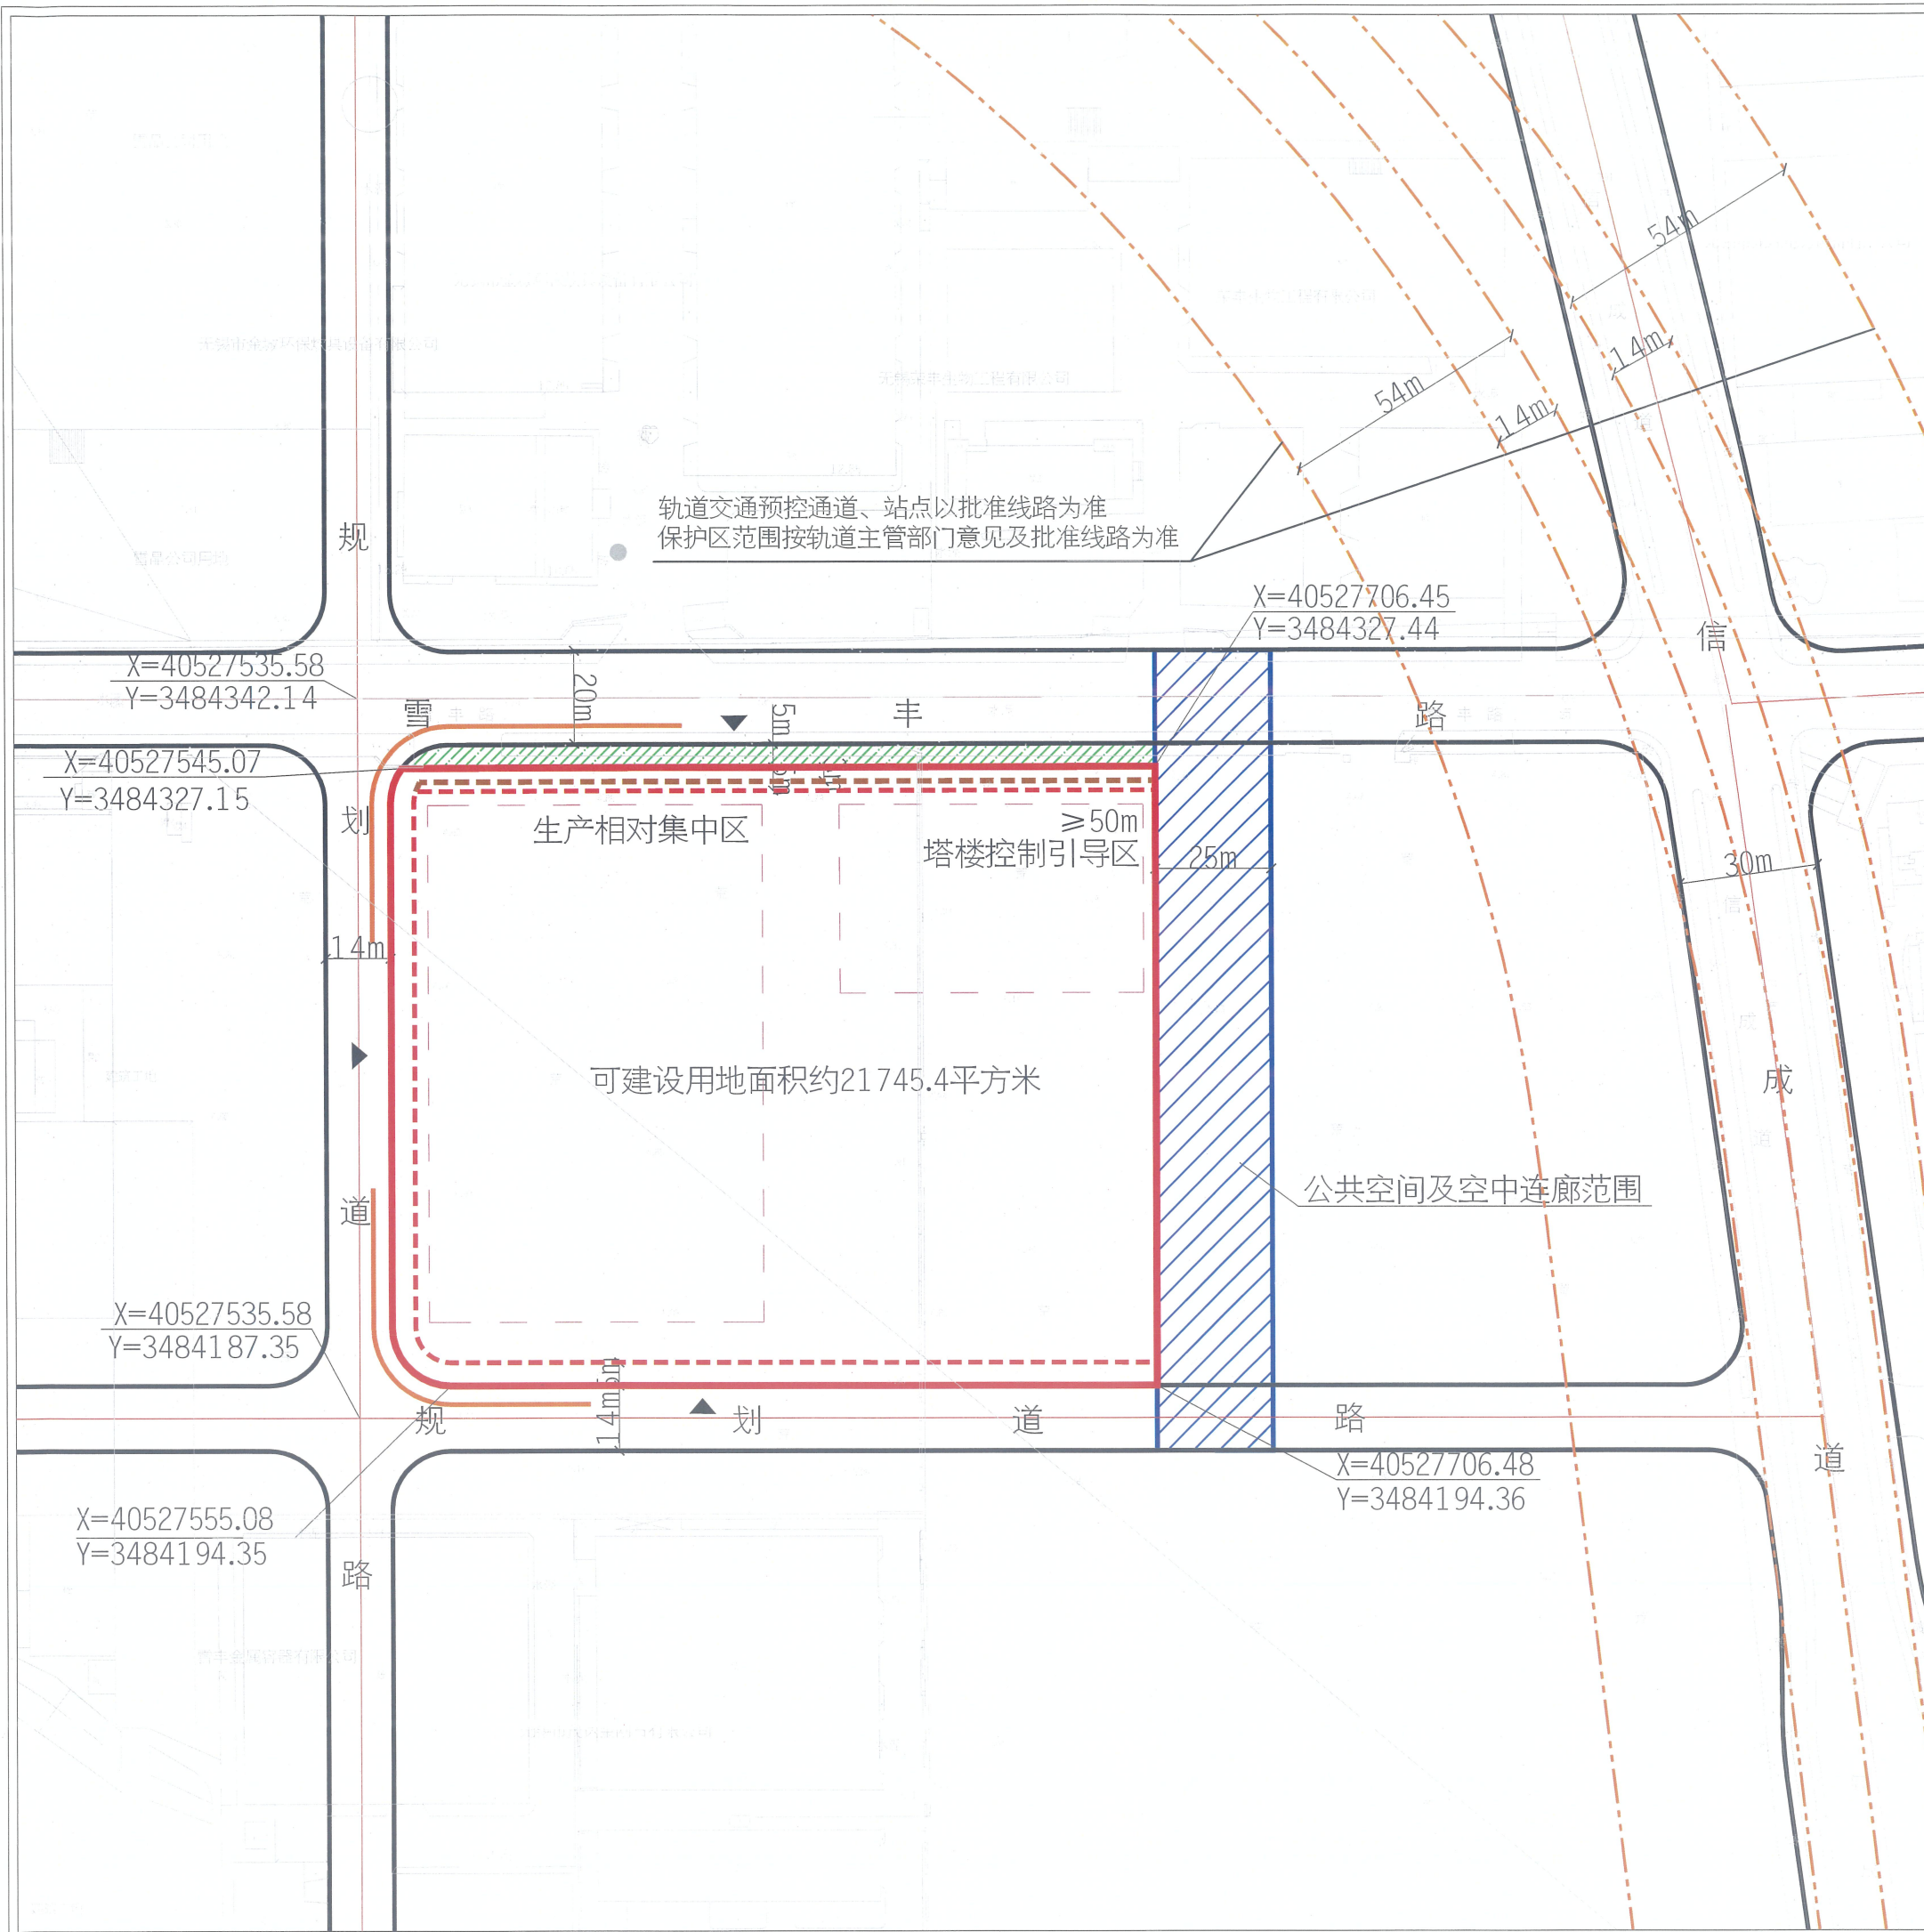 54m
14m
54m
14m
轨道交通预控通道、站点以批准线路为准
保护区范围按轨道主管部门意见及批准线路为准
规
X=40527706.45
Y=3484327.44
信
X=40527535.58
Y=3484342.14
20m
雪
丰
路
5m
X=40527545.07
Y=3484327.15
划
生产相对集中区
≥50m
塔楼控制引导区
25m
30m
14m
可建设用地面积约21745.4平方米
成
公共空间及空中连廊范围
道
X=40527535.58
Y=3484187.35
5m
14m
规
划
道
路
道
X=40527706.48
Y=3484194.36
X=40527555.08
Y=3484194.35
路